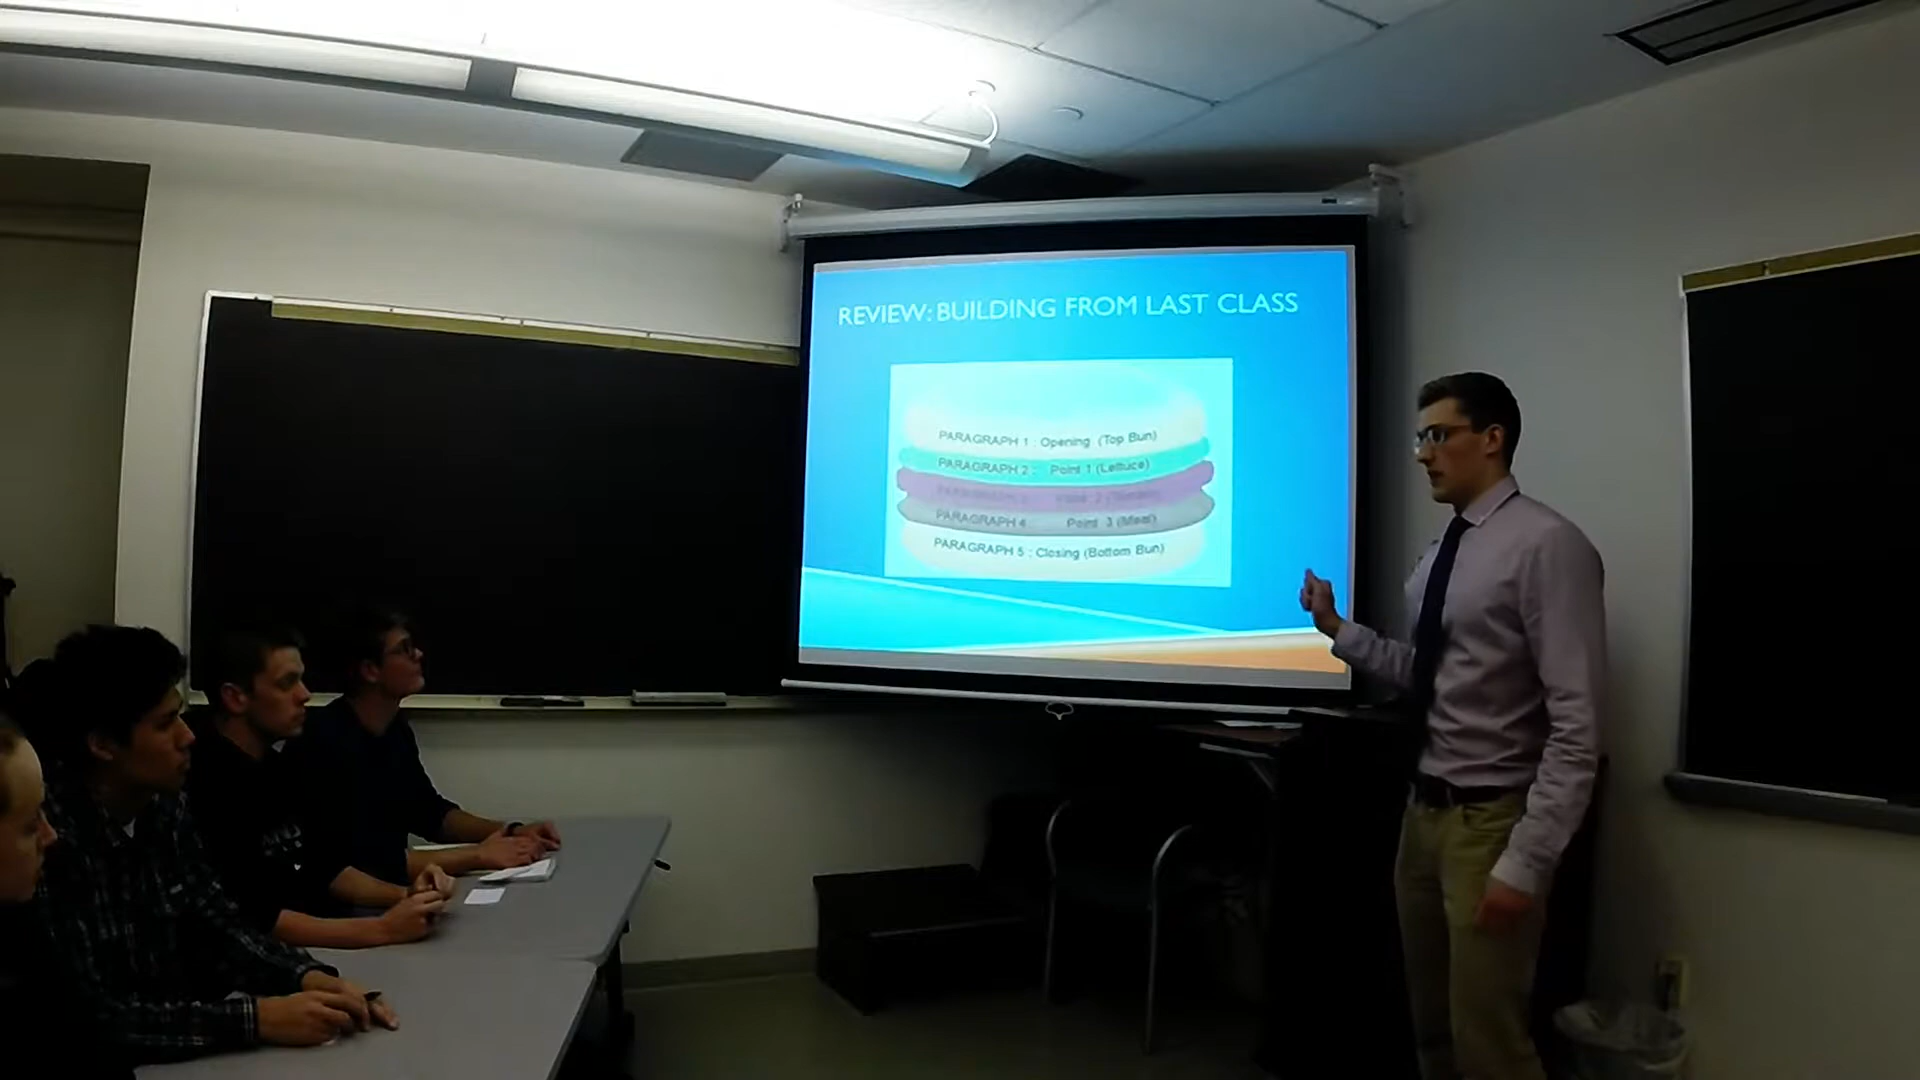 REVIEW: BUILDING FROM LAST CLASS
PARAGRAPH 1 : Opening (Top Bun)
PARAGRAPH 2 : Point 1 (Lettuce)
PARAGRAPH 4 Point 3 (Meat)
PARAGRAPH 5 : Closing (Bottom Bun)